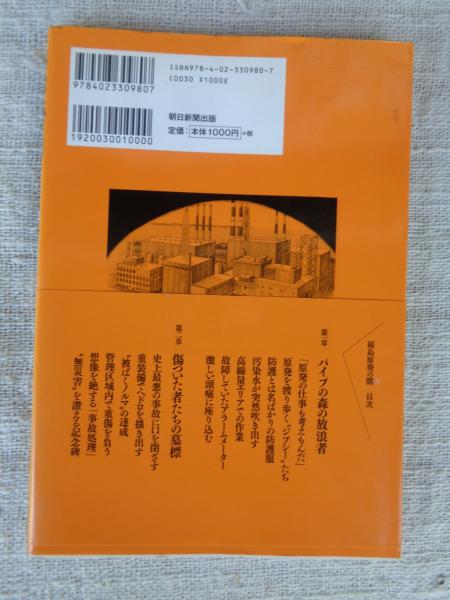 ISBN978-4-02-330980-7
C0030 ¥1000E
9784023309807
1920030010000
朝日新聞出版
定価:本体1000円+税
福島原発の闇 目次
第一章 パイプの森の放浪者
「原発の仕事も考えもんだ」
原発を渡り歩く〝ジプシー〟たち
防護とは名ばかりの防護服
汚染水が突然吹き出す
高線量エリアでの作業
故障していたアラームメーター
激しい頭痛に座り込む
第二章 傷ついた者たちの墓標
史上最悪の事故に口を閉ざす
重装備でヘドロを掻き出す
〝被ばくノルマ〟の達成
管理区域内で重傷を負う
想像を絶する「事故処理」
〝無災害〟を讃える記念碑